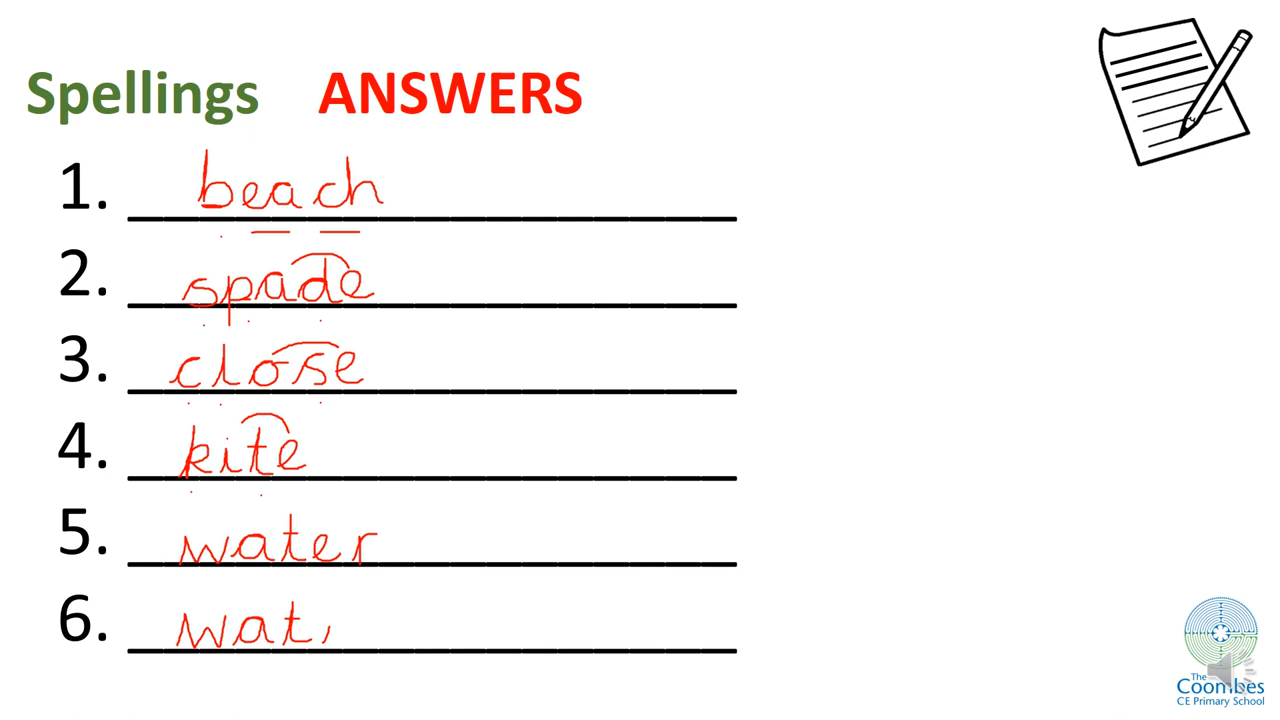 Spellings ANSWERS
1. beach
2. spade
3. close
4. kite
5. water
6. wat
The
Coombes
CE Primary School